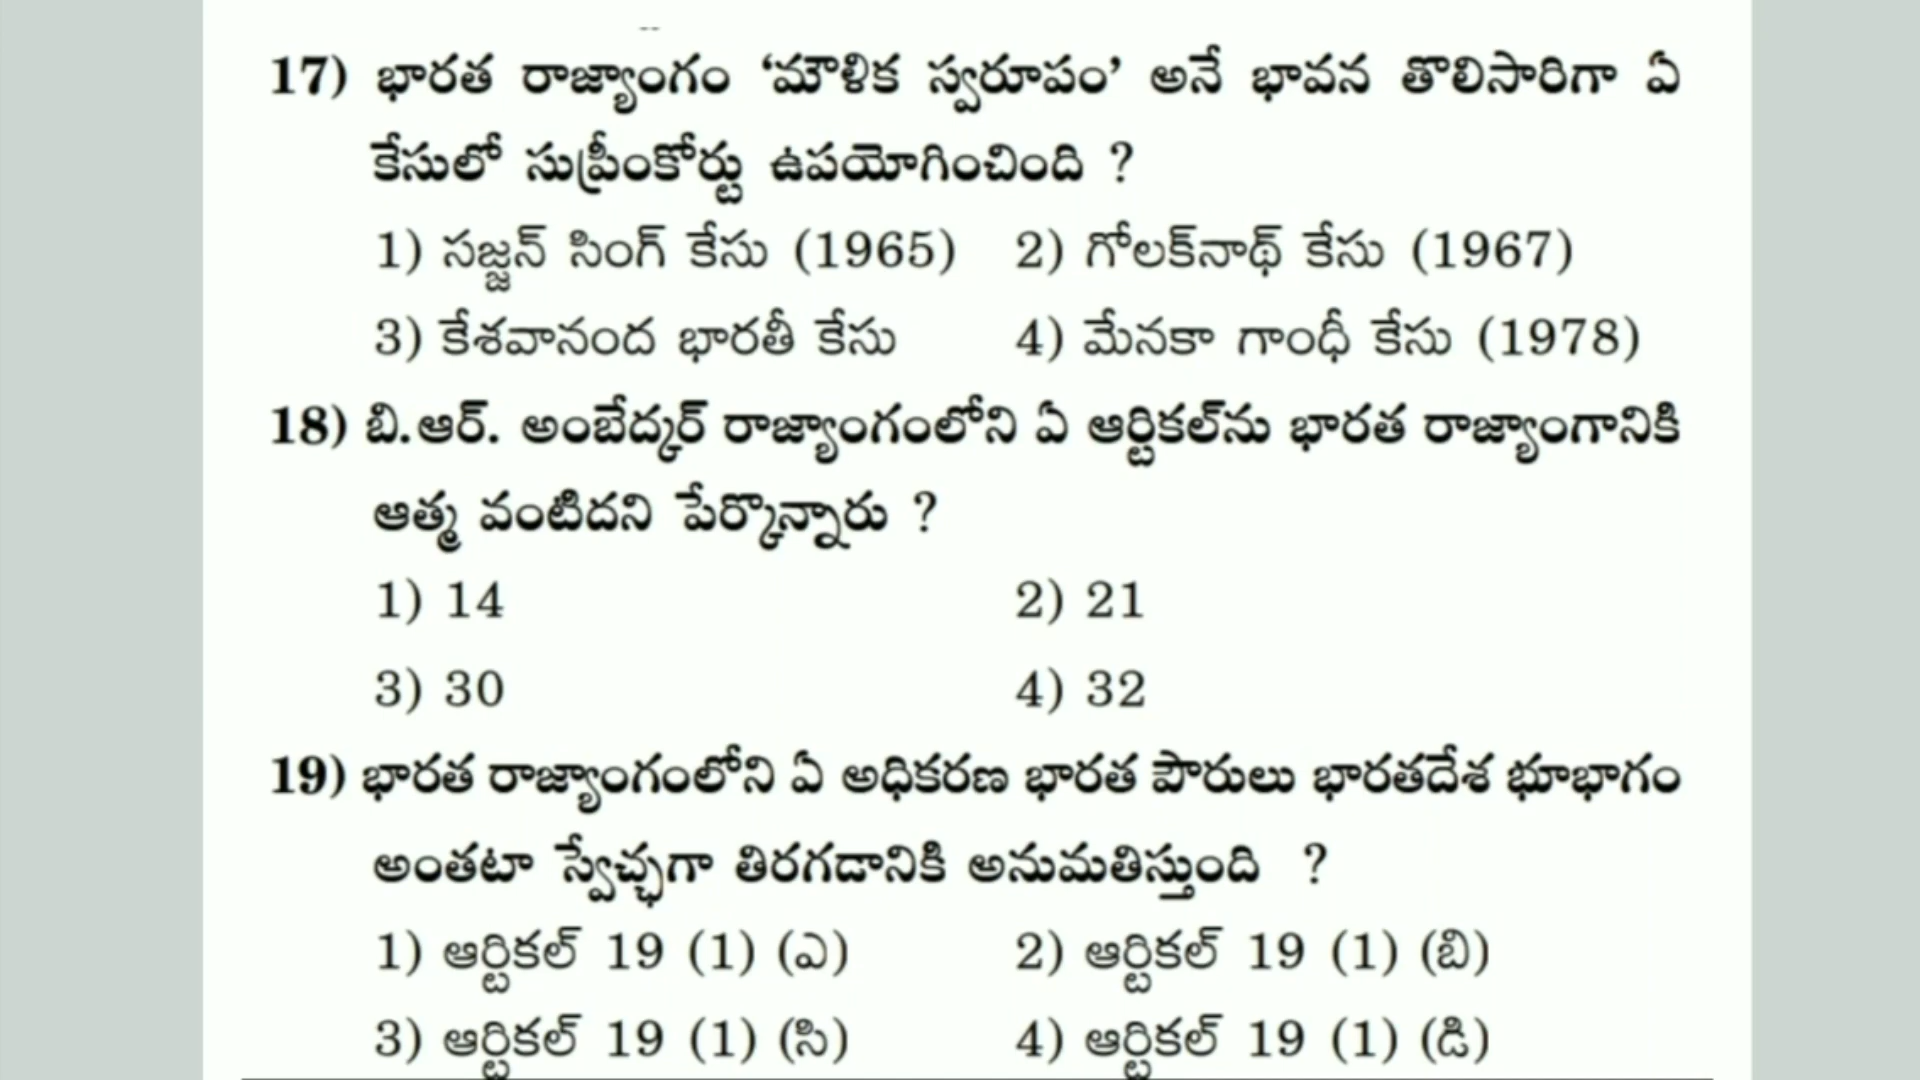 17) భారత రాజ్యాంగం ‘మౌళిక స్వరూపం’ అనే భావన తొలిసారిగా ఏ
కేసులో సుప్రీంకోర్టు ఉపయోగించింది ?
1) సజ్జన్ సింగ్ కేసు (1965) 2) గోలక్‌నాథ్ కేసు (1967)
3) కేశవానంద భారతీ కేసు 4) మేనకా గాంధీ కేసు (1978)
18) బి.ఆర్. అంబేద్కర్ రాజ్యాంగంలోని ఏ ఆర్టికల్‌ను భారత రాజ్యాంగానికి
ఆత్మ వంటిదని పేర్కొన్నారు ?
1) 14 2) 21
3) 30 4) 32
19) భారత రాజ్యాంగంలోని ఏ అధికరణ భారత పౌరులు భారతదేశ భూభాగం
అంతటా స్వేచ్ఛగా తిరగడానికి అనుమతిస్తుంది ?
1) ఆర్టికల్ 19 (1) (ఎ) 2) ఆర్టికల్ 19 (1) (బి)
3) ఆర్టికల్ 19 (1) (సి) 4) ఆర్టికల్ 19 (1) (డి)